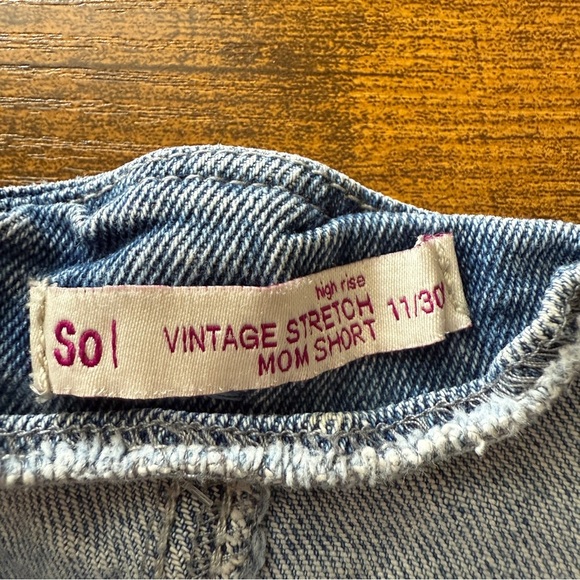 So|
high rise
VINTAGE STRETCH
MOM SHORT
11/30